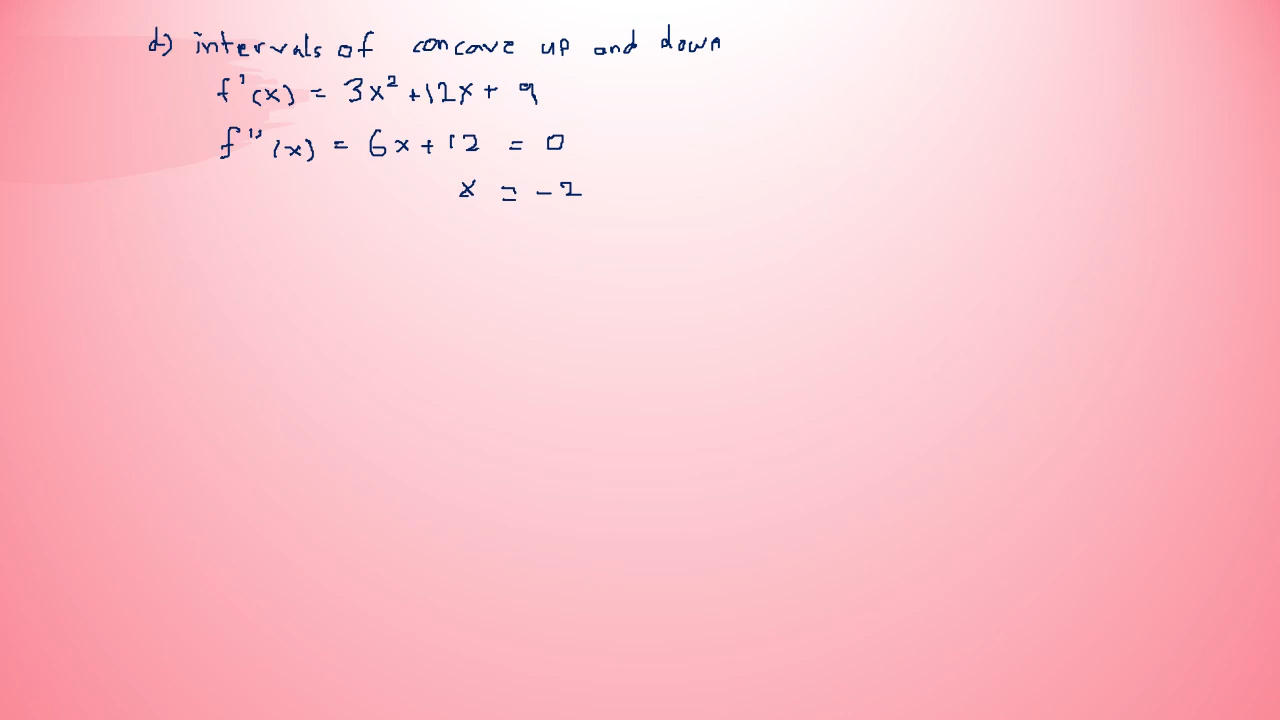 d) intervals of concave up and down
f'(x) = 3x² + 12x + 9
f''(x) = 6x + 12 = 0
x = -2